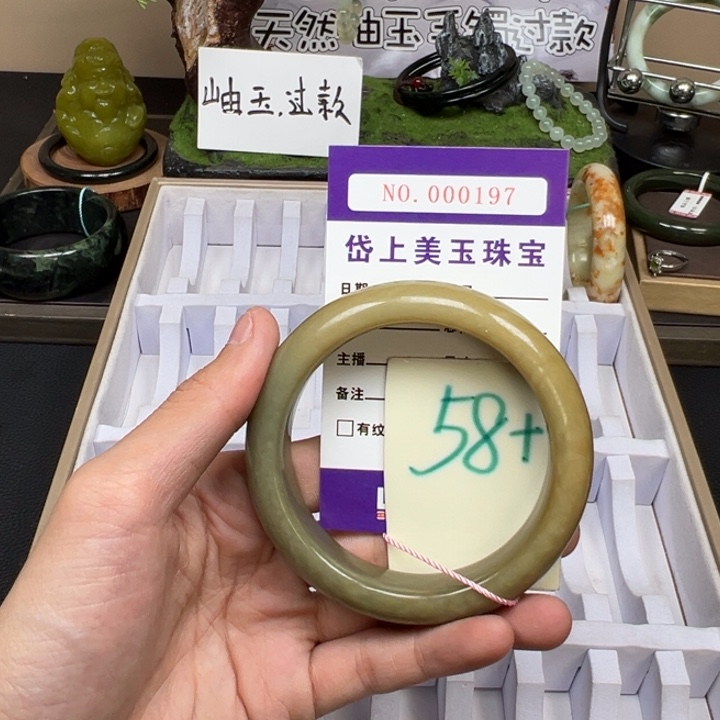 天然岫玉手镯过款
岫玉.过款
NO.000197
岱上美玉珠宝
日期
主播
备注
□有纹
58+